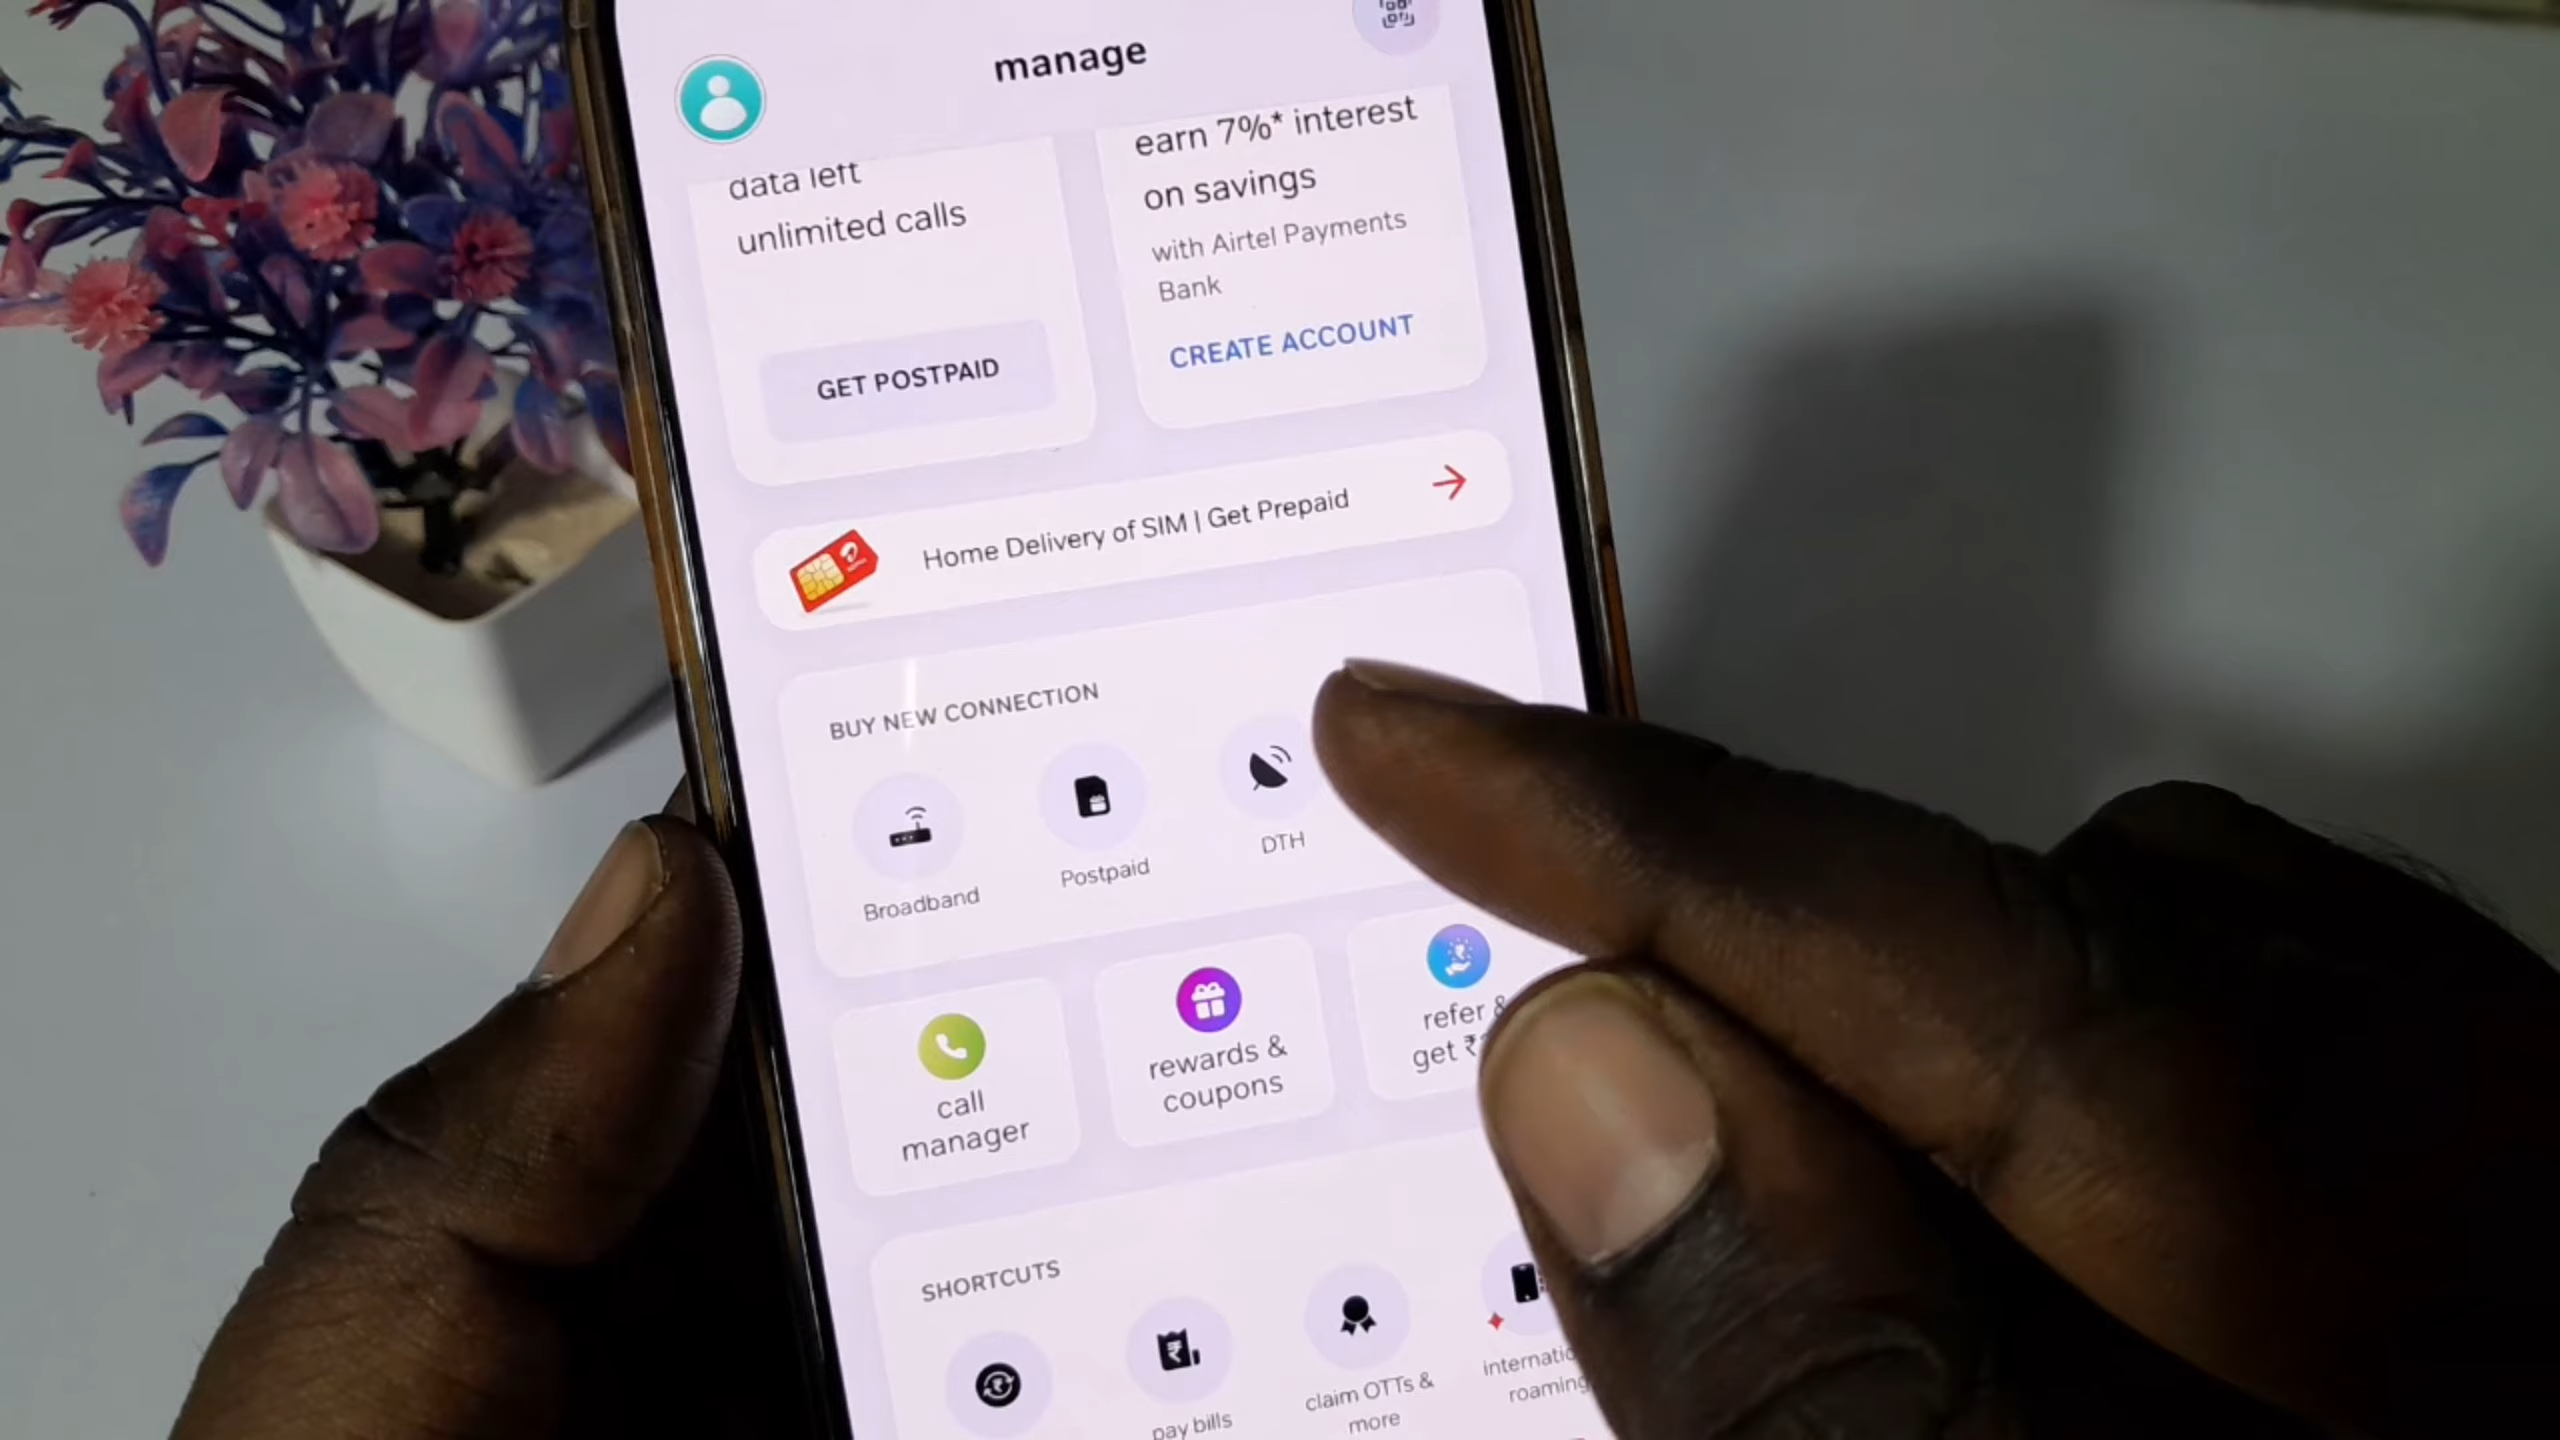 manage
data left
unlimited calls
GET POSTPAID
earn 7%* interest
on savings
with Airtel Payments
Bank
CREATE ACCOUNT
Home Delivery of SIM | Get Prepaid
BUY NEW CONNECTION
Broadband
Postpaid
DTH
call
manager
rewards &
coupons
refer &
get ₹
SHORTCUTS
pay bills
claim OTTs &
more
roaming